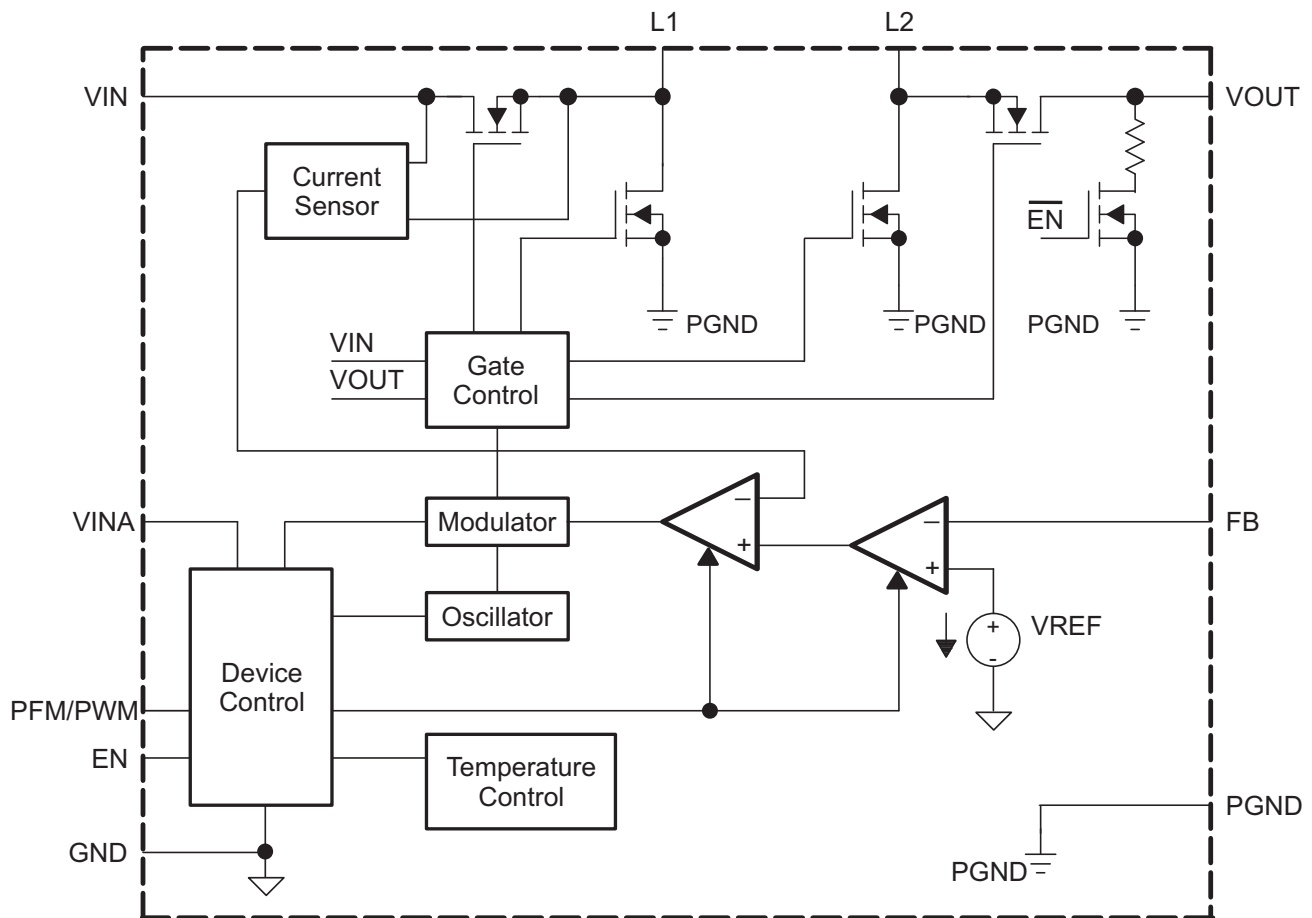 L1
L2
VIN
VOUT
Current
Sensor
E̅N̅
PGND
PGND
PGND
VIN
VOUT
Gate
Control
VINA
Modulator
−
+
−
+
FB
Oscillator
+
-
VREF
Device
Control
PFM/PWM
EN
Temperature
Control
PGND
GND
PGND